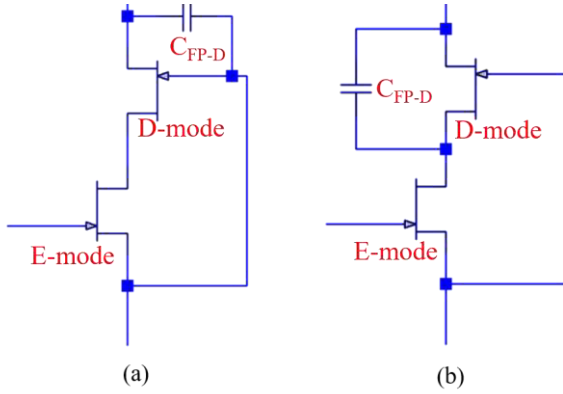 C_FP-D
D-mode
E-mode
(a)
C_FP-D
D-mode
E-mode
(b)